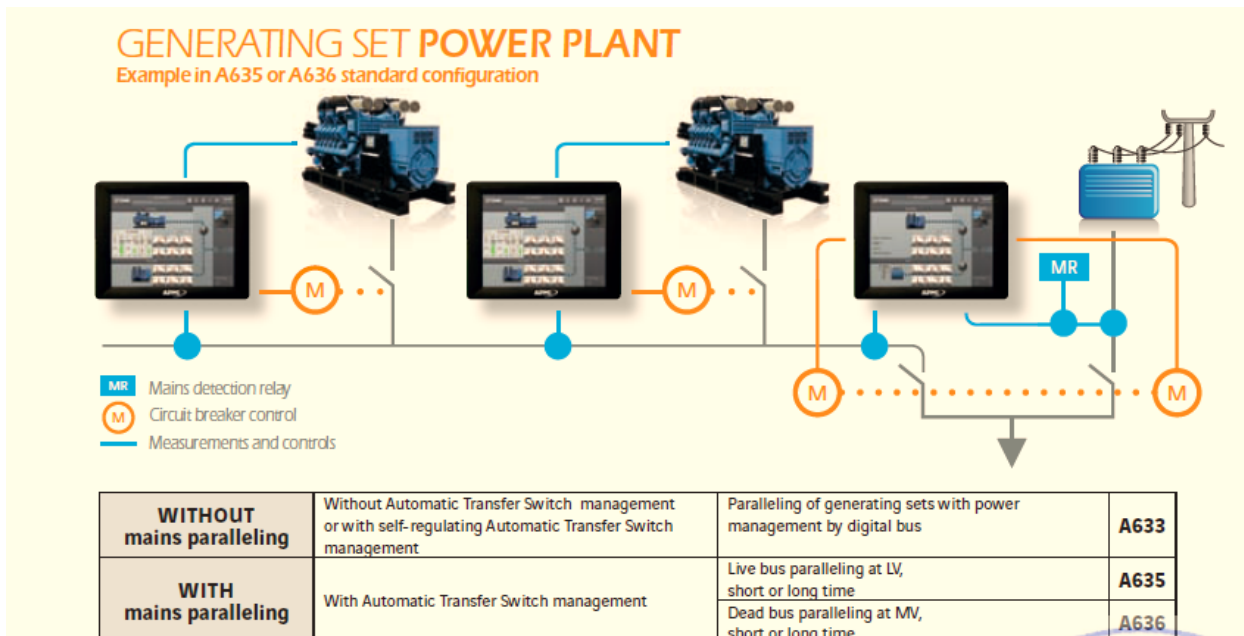 GENERATING SET POWER PLANT
Example in A635 or A636 standard configuration
MR
M
M
M
M
MR Mains detection relay
M Circuit breaker control
Measurements and controls
WITHOUT
mains paralleling
Without Automatic Transfer Switch management
or with self-regulating Automatic Transfer Switch
management
Paralleling of generating sets with power
management by digital bus
A633
WITH
mains paralleling
With Automatic Transfer Switch management
Live bus paralleling at LV,
short or long time
A635
Dead bus paralleling at MV,
short or long time
A636